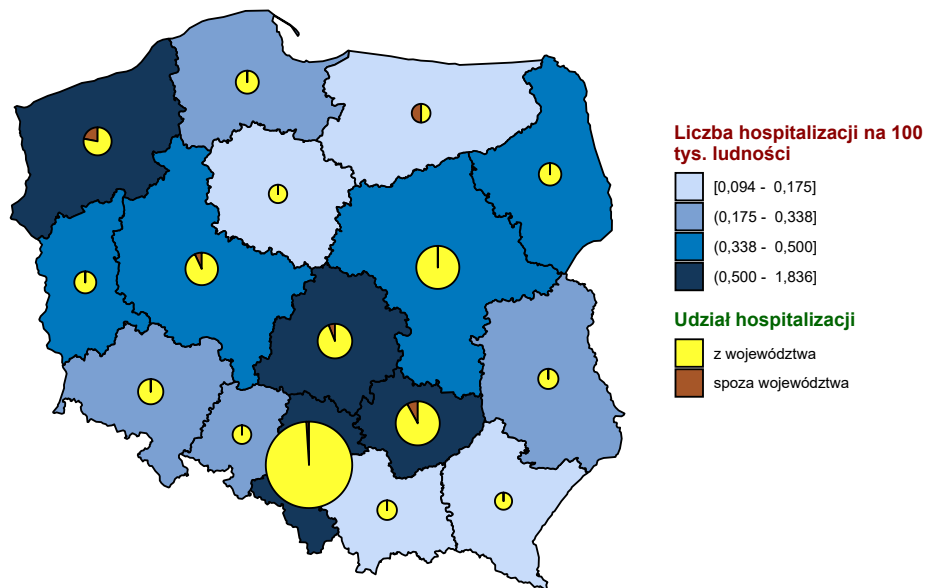 Liczba hospitalizacji na 100
tys. ludności
[0,094 - 0,175]
(0,175 - 0,338]
(0,338 - 0,500]
(0,500 - 1,836]
Udział hospitalizacji
z województwa
spoza województwa